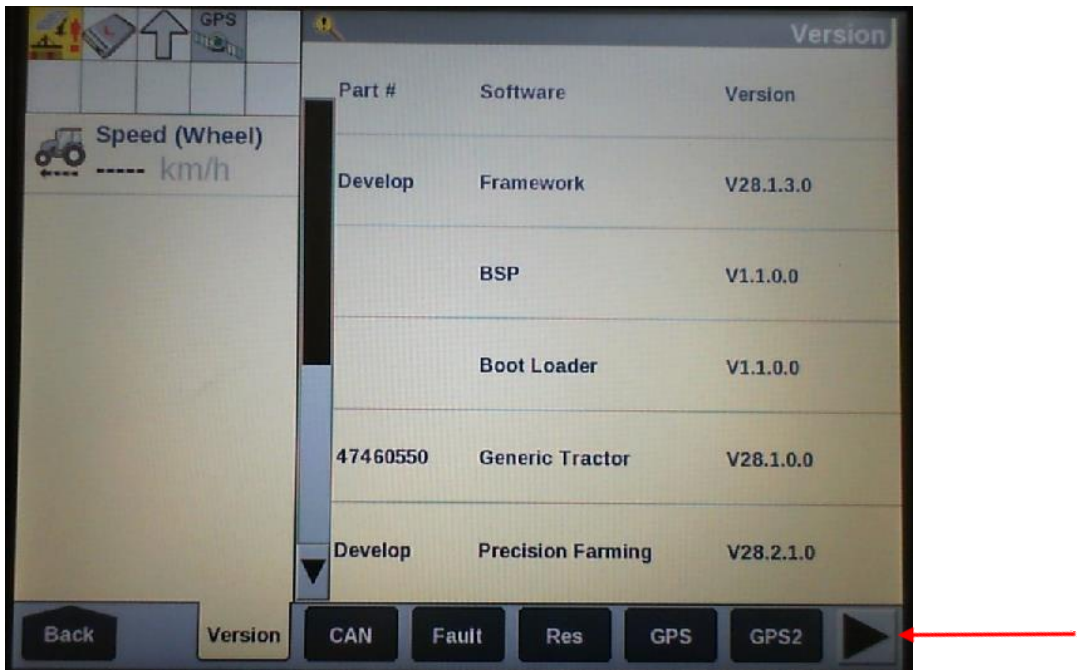 GPS
Version
Part # Software Version
Speed (Wheel)
----- km/h
Develop Framework V28.1.3.0
BSP V1.1.0.0
Boot Loader V1.1.0.0
47460550 Generic Tractor V28.1.0.0
Develop Precision Farming V28.2.1.0
Back Version CAN Fault Res GPS GPS2